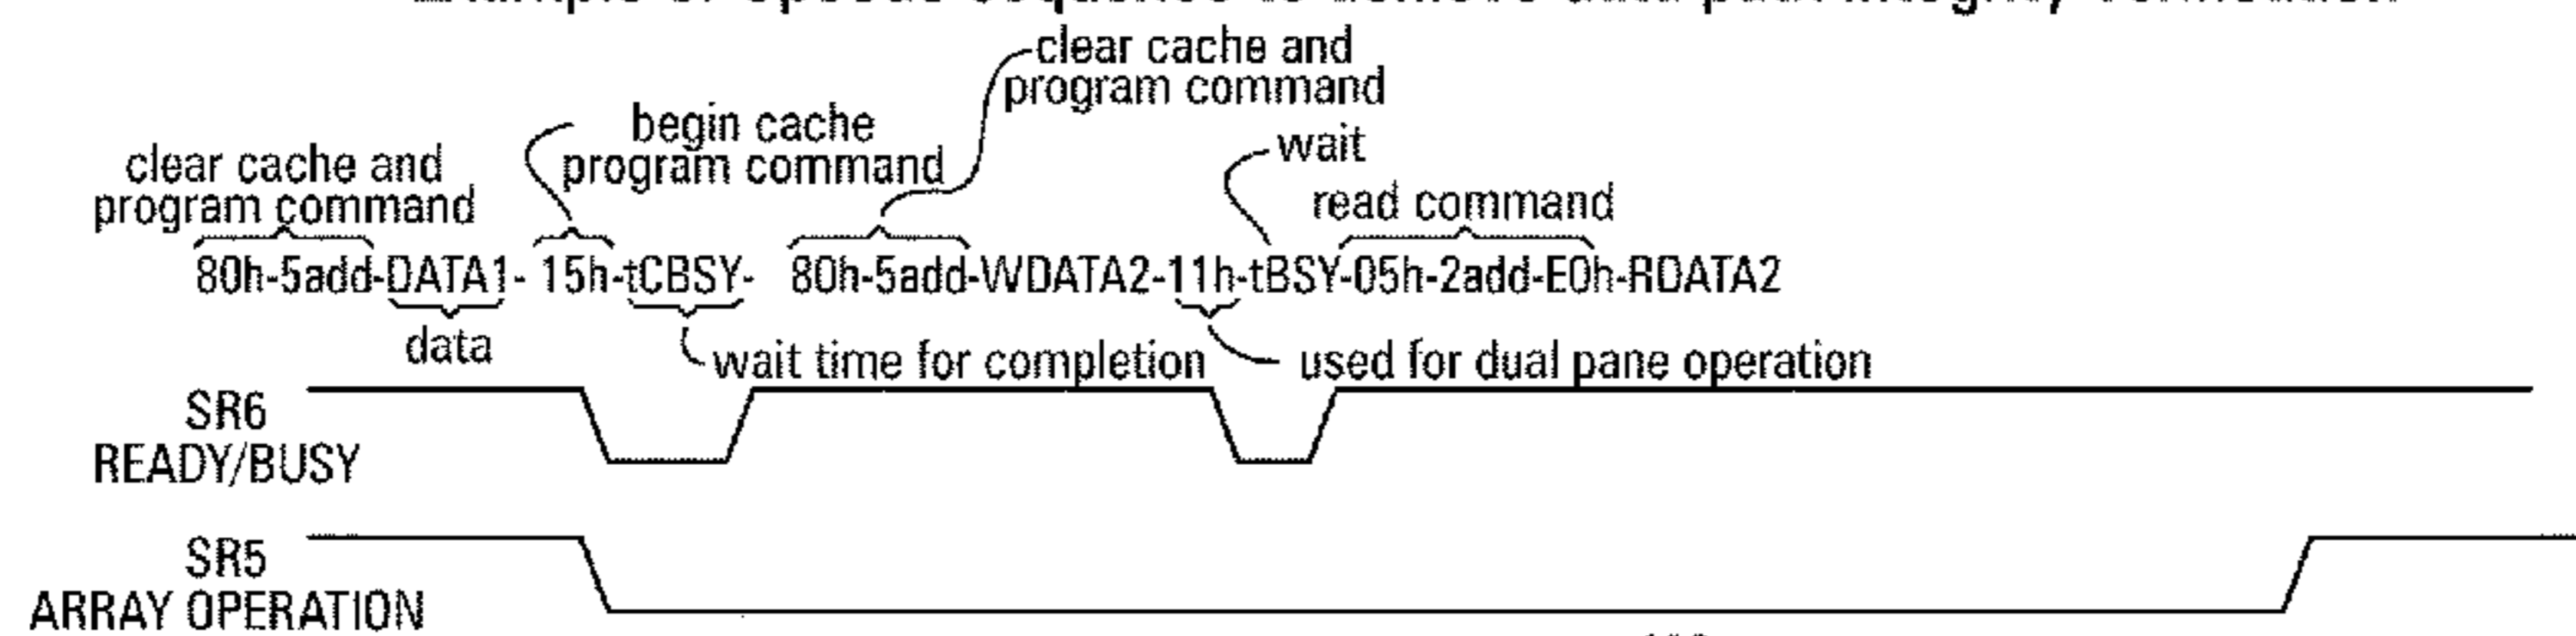 clear cache and
program command
begin cache
program command
wait
clear cache and
program command
read command
80h-5add-DATA1- 15h-tCBSY- 80h-5add-WDATA2-11h-tBSY-05h-2add-E0h-RDATA2
data
wait time for completion
used for dual pane operation
SR6
READY/BUSY
SR5
ARRAY OPERATION